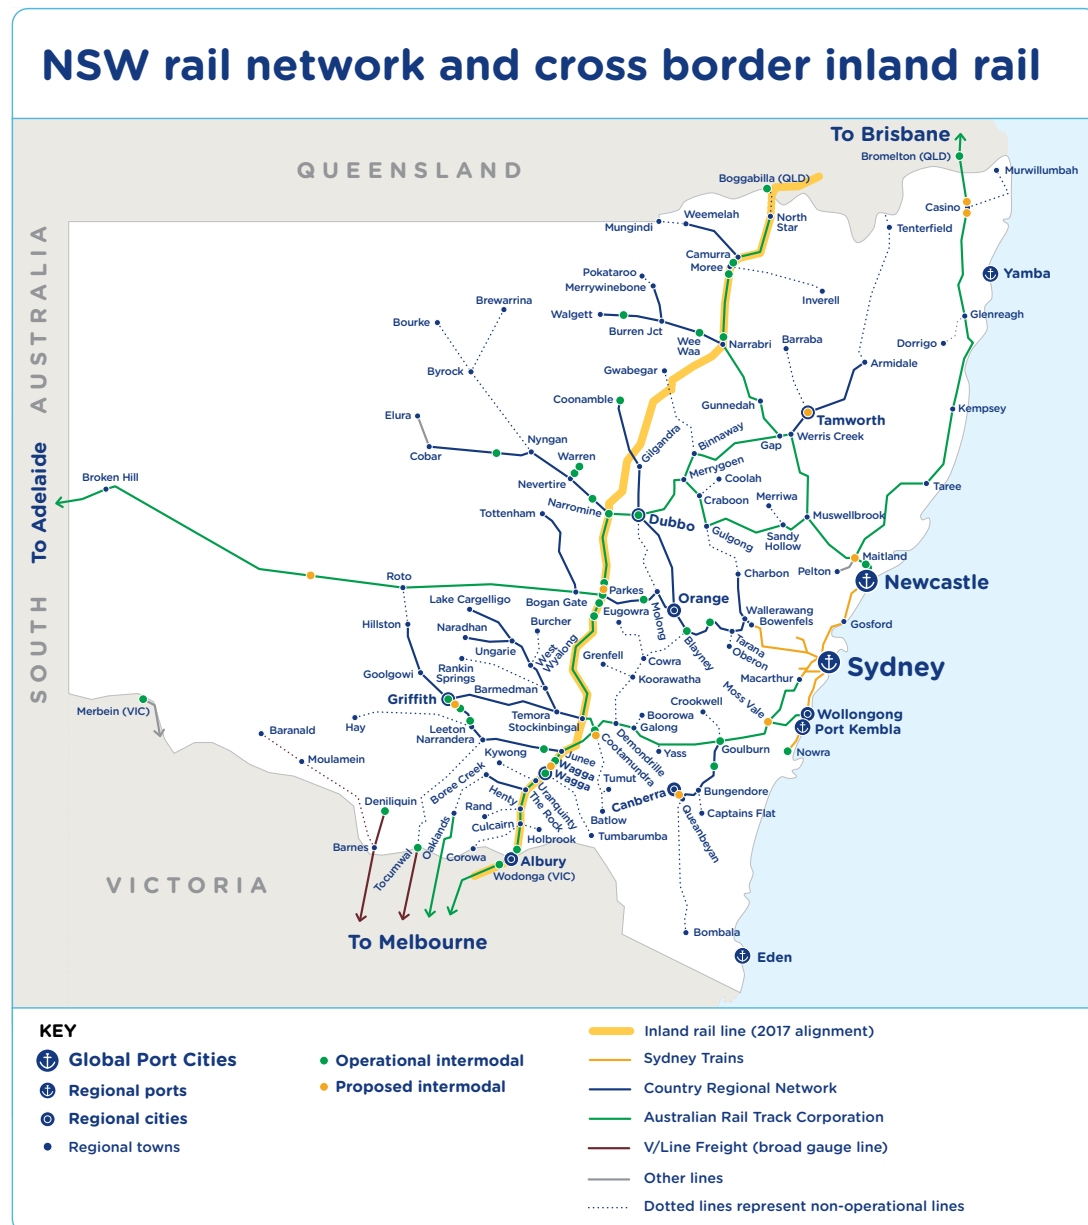 NSW rail network and cross border inland rail
To Brisbane
Bromelton (QLD)
QUEENSLAND
Murwillumbah
Boggabilla (QLD)
Casino
Weemelah
Mungindi
North
Star
Tenterfield
Camurra
Moree
Yamba
Pokataroo
Merrywinebone
Inverell
Brewarrina
Walgett
Bourke
Burren Jct
Glenreagh
Wee
Waa
Narrabri
Barraba
Dorrigo
Byrock
Gwabegar
Armidale
Coonamble
Gunnedah
Elura
Tamworth
Kempsey
Cobar
Nyngan
Gilgandra
Binnaway
Gap
Werris Creek
Warren
Nevertire
Merrygoen
Coolah
Broken Hill
To Adelaide
SOUTH AUSTRALIA
Craboon
Merriwa
Taree
Narromine
Tottenham
Dubbo
Muswellbrook
Gulgong
Sandy
Hollow
Maitland
Pelton
Newcastle
Roto
Charbon
Parkes
Bogan Gate
Lake Cargelligo
Eugowra
Molong
Orange
Wallerawang
Bowenfels
Gosford
Hillston
Naradhan
Burcher
Ungarie
West
Wyalong
Blayney
Tarana
Oberon
Sydney
Grenfell
Cowra
Rankin
Springs
Goolgowi
Koorawatha
Macarthur
Barmedman
Griffith
Moss Vale
Crookwell
Merbein (VIC)
Temora
Stockinbingal
Boorowa
Galong
Wollongong
Port Kembla
Hay
Leeton
Narrandera
Demondrille
Cootamundra
Yass
Goulburn
Nowra
Baranald
Junee
Kywong
Wagga
Wagga
Moulamein
Boree Creek
Tumut
Uranquinty
The Rock
Henty
Canberra
Bungendore
Deniliquin
Rand
Batlow
Captains Flat
Culcairn
Oaklands
Holbrook
Tumbarumba
Queanbeyan
Barnes
Tocumwal
Corowa
Albury
Wodonga (VIC)
VICTORIA
To Melbourne
Bombala
Eden
KEY
Global Port Cities
Regional ports
Regional cities
Regional towns
Operational intermodal
Proposed intermodal
Inland rail line (2017 alignment)
Sydney Trains
Country Regional Network
Australian Rail Track Corporation
V/Line Freight (broad gauge line)
Other lines
Dotted lines represent non-operational lines